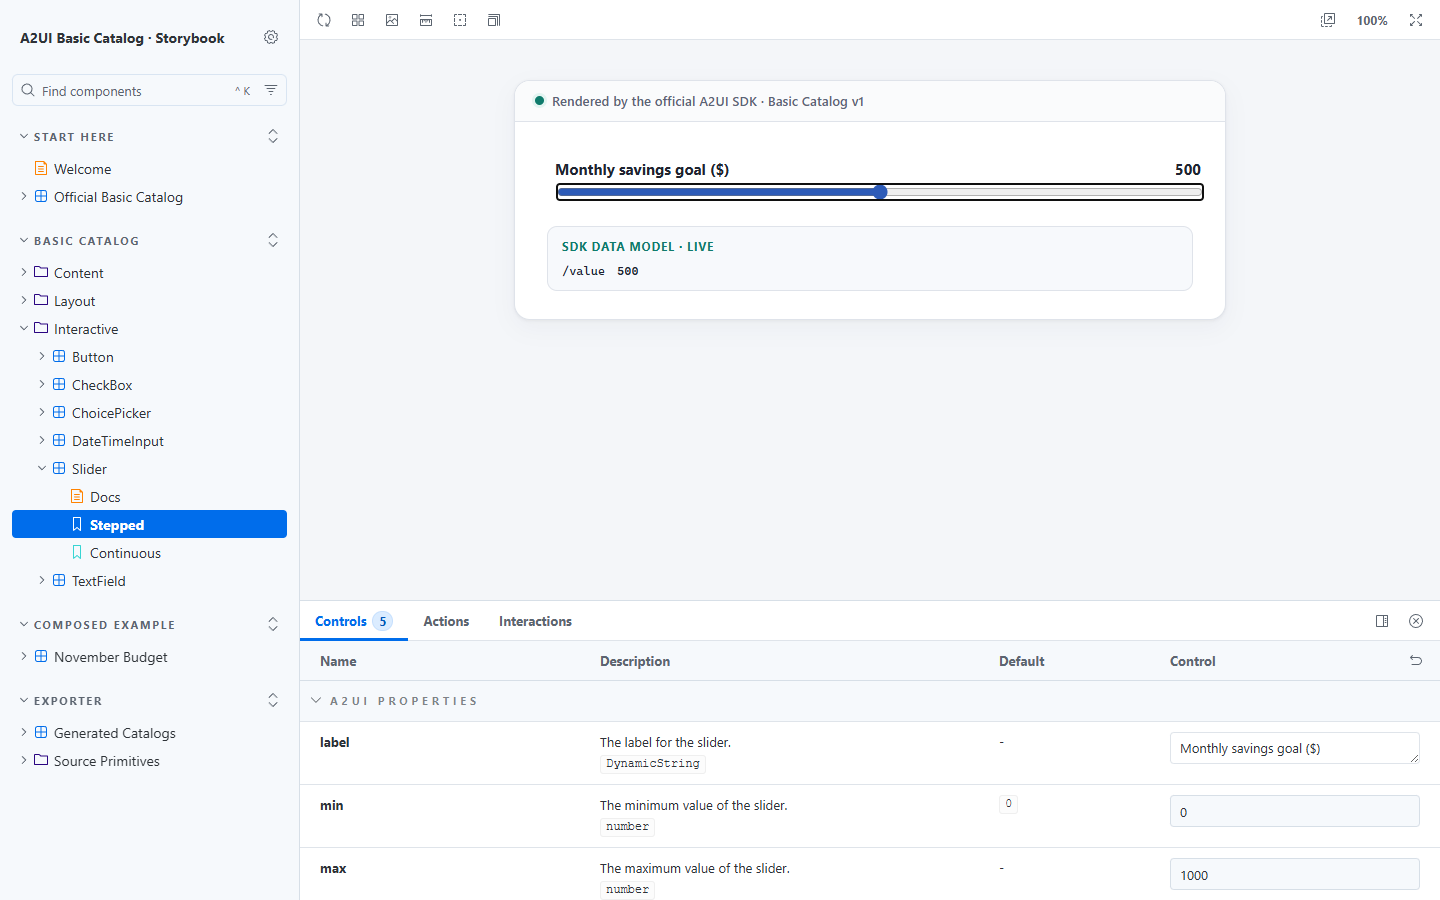 A2UI Basic Catalog · Storybook
Find components
^ K
START HERE
Welcome
Official Basic Catalog
BASIC CATALOG
Content
Layout
Interactive
Button
CheckBox
ChoicePicker
DateTimeInput
Slider
Docs
Stepped
Continuous
TextField
COMPOSED EXAMPLE
November Budget
EXPORTER
Generated Catalogs
Source Primitives
100%
Rendered by the official A2UI SDK · Basic Catalog v1
Monthly savings goal ($) 500
SDK DATA MODEL · LIVE
/value 500
Controls 5 Actions Interactions
Name Description Default Control
A2UI PROPERTIES
label The label for the slider. - Monthly savings goal ($)
DynamicString
min The minimum value of the slider. 0 0
number
max The maximum value of the slider. - 1000
number